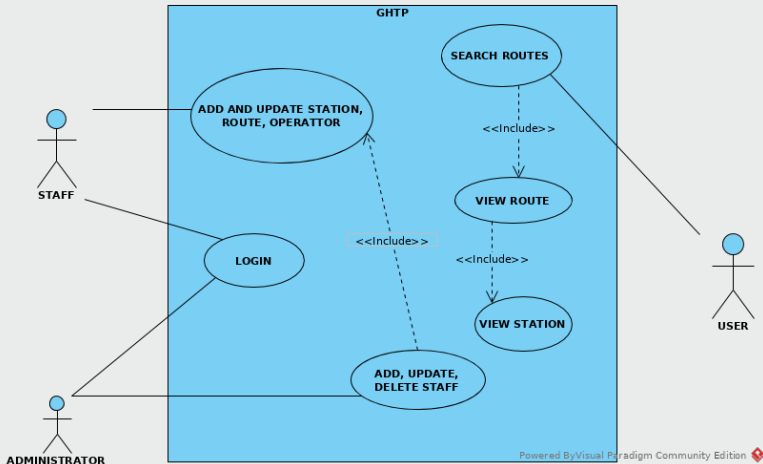 GHTP
SEARCH ROUTES
ADD AND UPDATE STATION,
ROUTE, OPERATTOR
<<Include>>
STAFF
VIEW ROUTE
<<Include>>
LOGIN
<<Include>>
VIEW STATION
USER
ADD, UPDATE,
DELETE STAFF
ADMINISTRATOR
Powered ByVisual Paradigm Community Edition